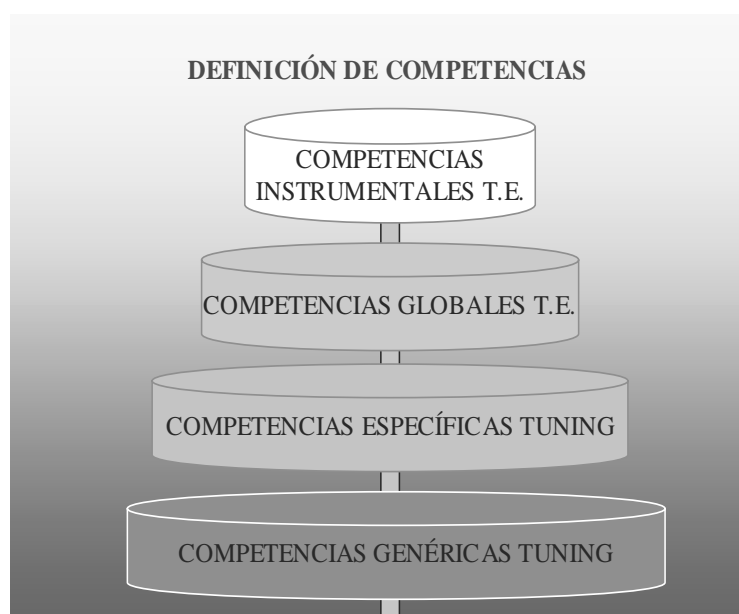 DEFINICIÓN DE COMPETENCIAS
COMPETENCIAS
INSTRUMENTALES T.E.
COMPETENCIAS GLOBALES T.E.
COMPETENCIAS ESPECÍFICAS TUNING
COMPETENCIAS GENÉRICAS TUNING